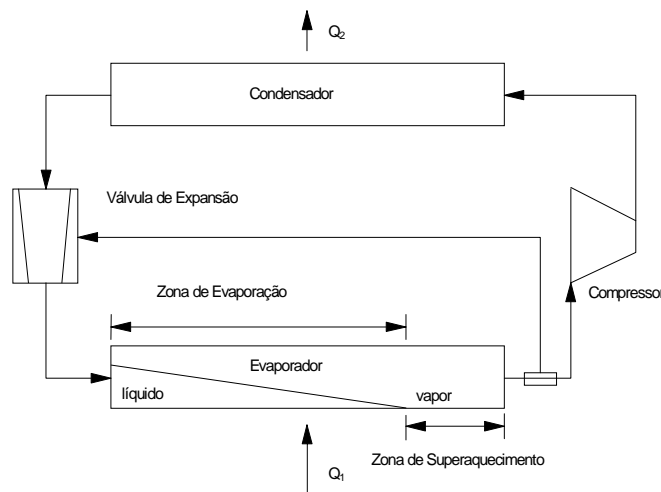 Q₂
Condensador
Válvula de Expansão
Zona de Evaporação
Compressor
Evaporador
líquido
vapor
Zona de Superaquecimento
Q₁